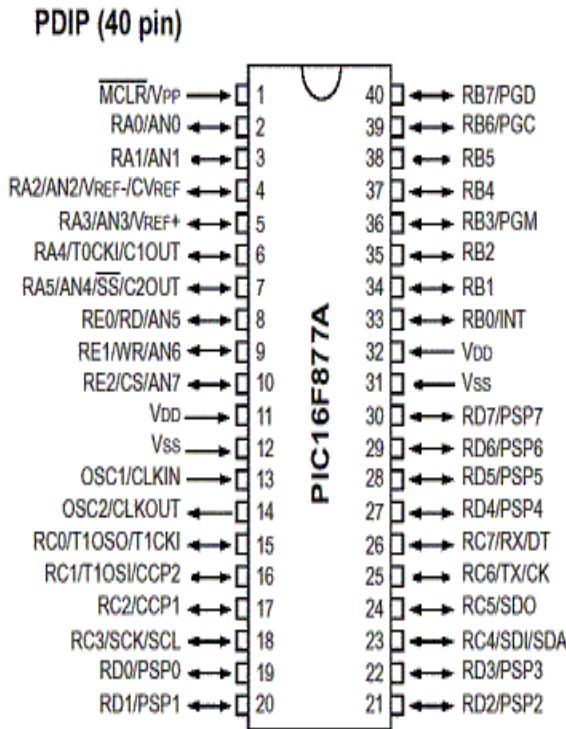 PDIP (40 pin)
MCLR/VPP 1 40 RB7/PGD
RA0/AN0 2 39 RB6/PGC
RA1/AN1 3 38 RB5
RA2/AN2/VREF-/CVREF 4 37 RB4
RA3/AN3/VREF+ 5 36 RB3/PGM
RA4/T0CKI/C1OUT 6 35 RB2
RA5/AN4/SS/C2OUT 7 34 RB1
RE0/RD/AN5 8 33 RB0/INT
RE1/WR/AN6 9 32 VDD
RE2/CS/AN7 10 31 VSS
VDD 11 30 RD7/PSP7
VSS 12 29 RD6/PSP6
OSC1/CLKIN 13 28 RD5/PSP5
OSC2/CLKOUT 14 27 RD4/PSP4
RC0/T1OSO/T1CKI 15 26 RC7/RX/DT
RC1/T1OSI/CCP2 16 25 RC6/TX/CK
RC2/CCP1 17 24 RC5/SDO
RC3/SCK/SCL 18 23 RC4/SDI/SDA
RD0/PSP0 19 22 RD3/PSP3
RD1/PSP1 20 21 RD2/PSP2
PIC16F877A